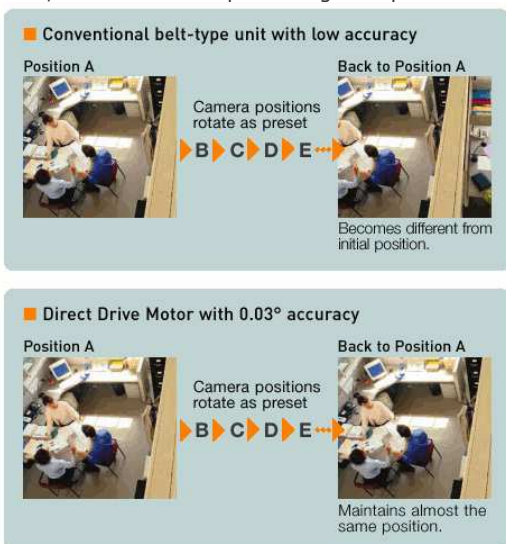 ■ Conventional belt-type unit with low accuracy
Position A
Back to Position A
Camera positions
rotate as preset
B C D E
Becomes different from
initial position.
■ Direct Drive Motor with 0.03° accuracy
Position A
Back to Position A
Camera positions
rotate as preset
B C D E
Maintains almost the
same position.